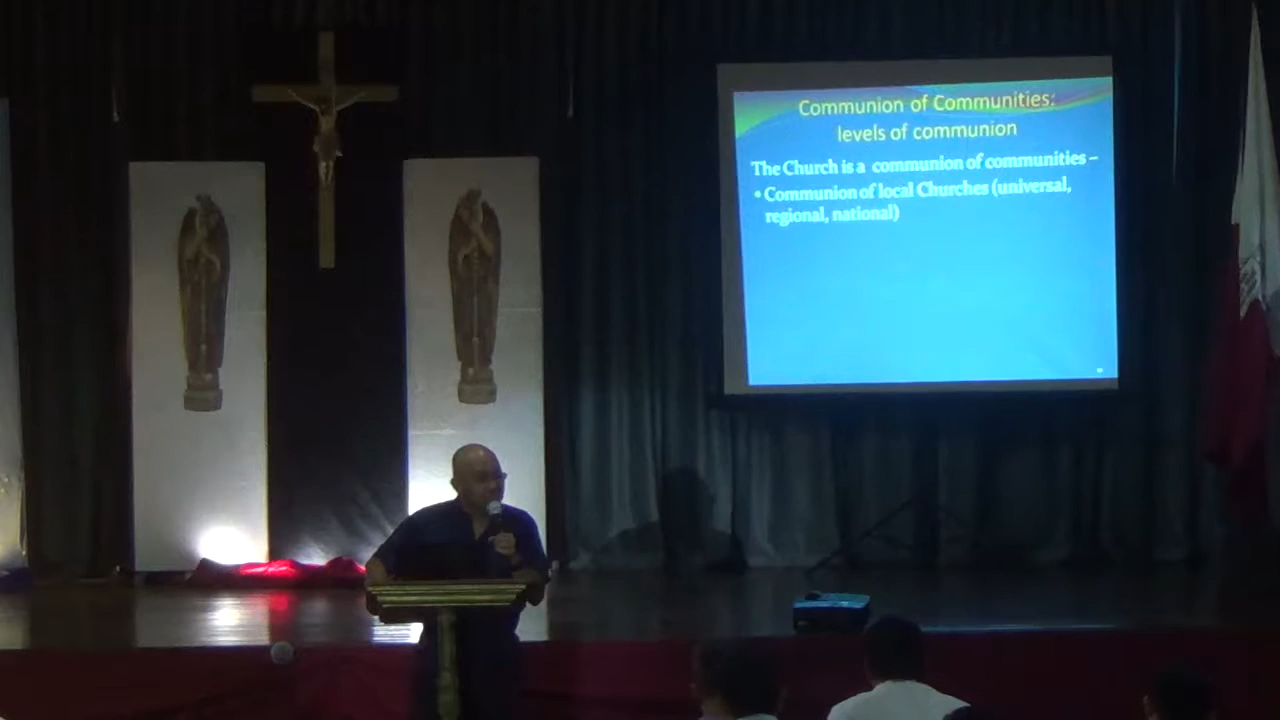 Communion of Communities:
levels of communion
The Church is a communion of communities –
• Communion of local Churches (universal,
regional, national)